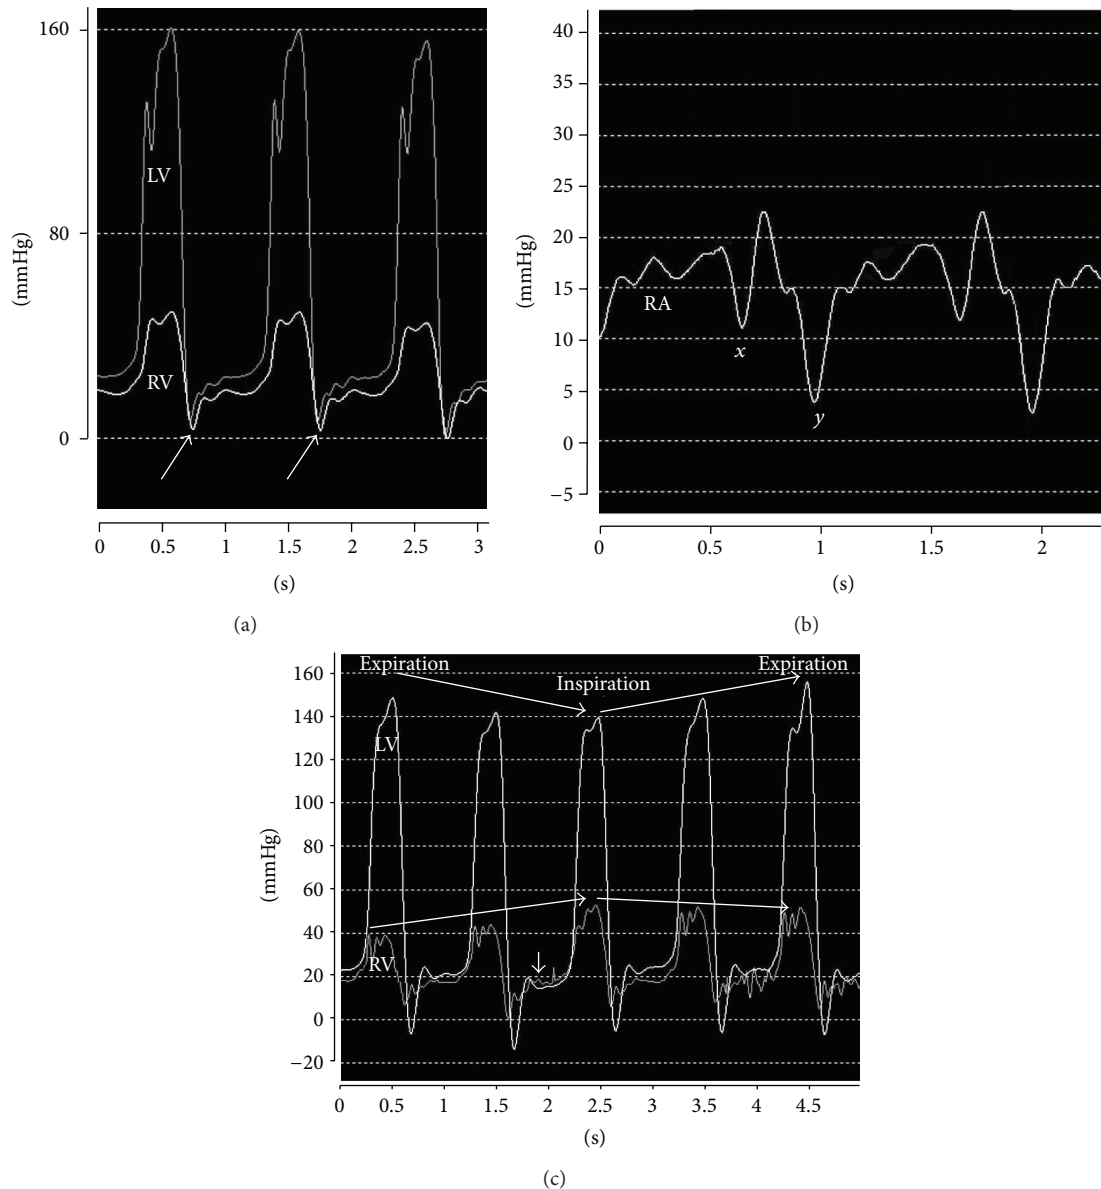 160
80
0
(mmHg)
LV
RV
0 0.5 1 1.5 2 2.5 3
(s)
(a)
40
35
30
25
20
15
10
5
0
−5
(mmHg)
RA
x
y
0 0.5 1 1.5 2
(s)
(b)
160
140
120
100
80
60
40
20
0
−20
(mmHg)
Expiration
Inspiration
Expiration
LV
RV
0 0.5 1 1.5 2 2.5 3 3.5 4 4.5
(s)
(c)